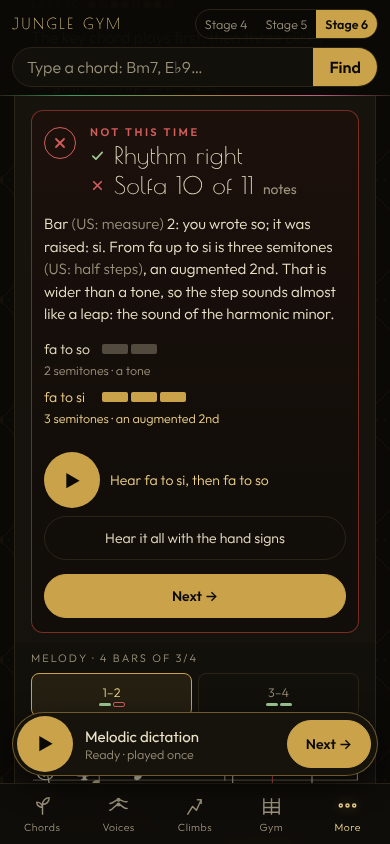 JUNGLE GYM
Stage 4 Stage 5 Stage 6
Type a chord: Bm7, E♭9...
Find
NOT THIS TIME
Rhythm right
Solfa 10 of 11 notes
Bar (US: measure) 2: you wrote so; it was
raised: si. From fa up to si is three semitones
(US: half steps), an augmented 2nd. That is
wider than a tone, so the step sounds almost
like a leap: the sound of the harmonic minor.
fa to so
2 semitones · a tone
fa to si
3 semitones · an augmented 2nd
Hear fa to si, then fa to so
Hear it all with the hand signs
Next →
MELODY · 4 BARS OF 3/4
1–2
3–4
Melodic dictation
Ready · played once
Next →
Chords Voices Climbs Gym More